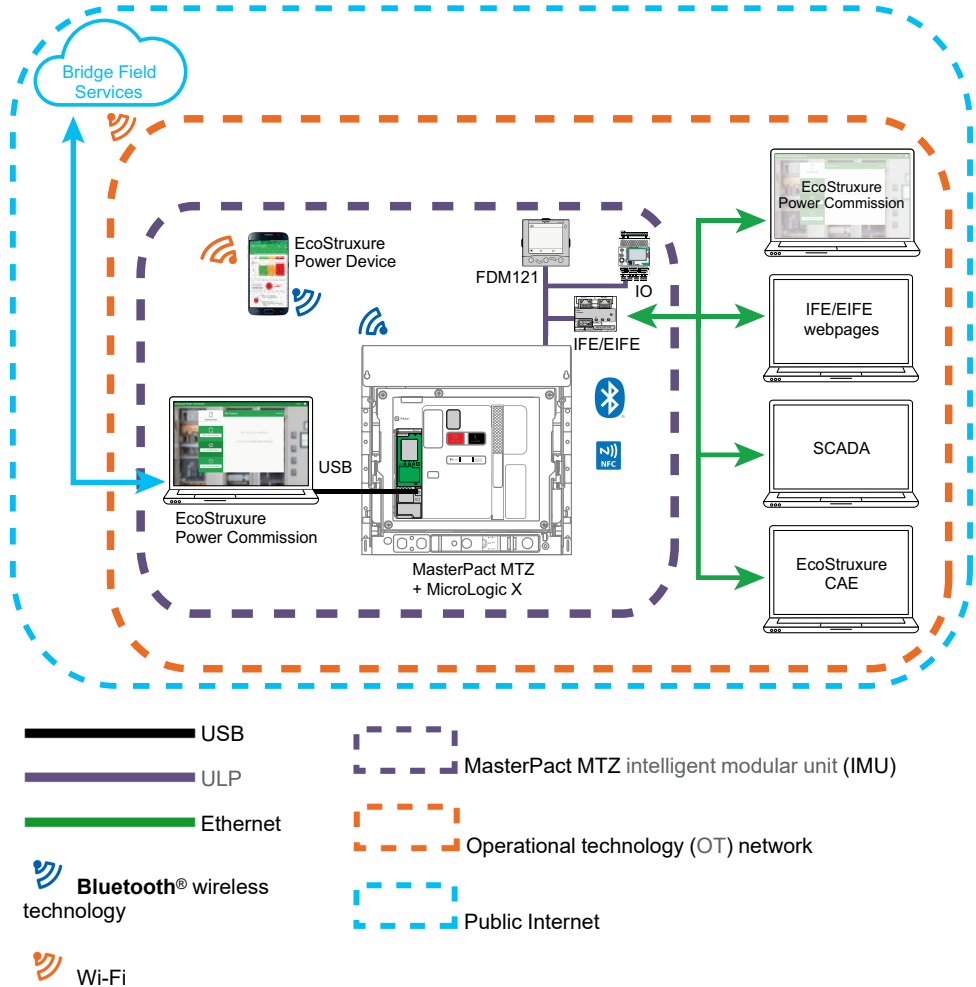 Bridge Field
Services
EcoStruxure
Power Device
FDM121
IO
IFE/EIFE
EcoStruxure
Power Commission
IFE/EIFE
webpages
SCADA
EcoStruxure
CAE
NFC
USB
EcoStruxure
Power Commission
MasterPact MTZ
+ MicroLogic X
USB
ULP
Ethernet
Bluetooth® wireless
technology
Wi-Fi
MasterPact MTZ intelligent modular unit (IMU)
Operational technology (OT) network
Public Internet